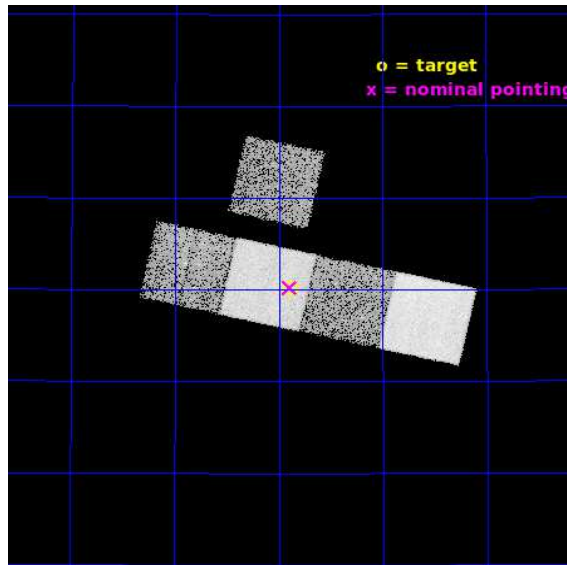 o = target
x = nominal pointing